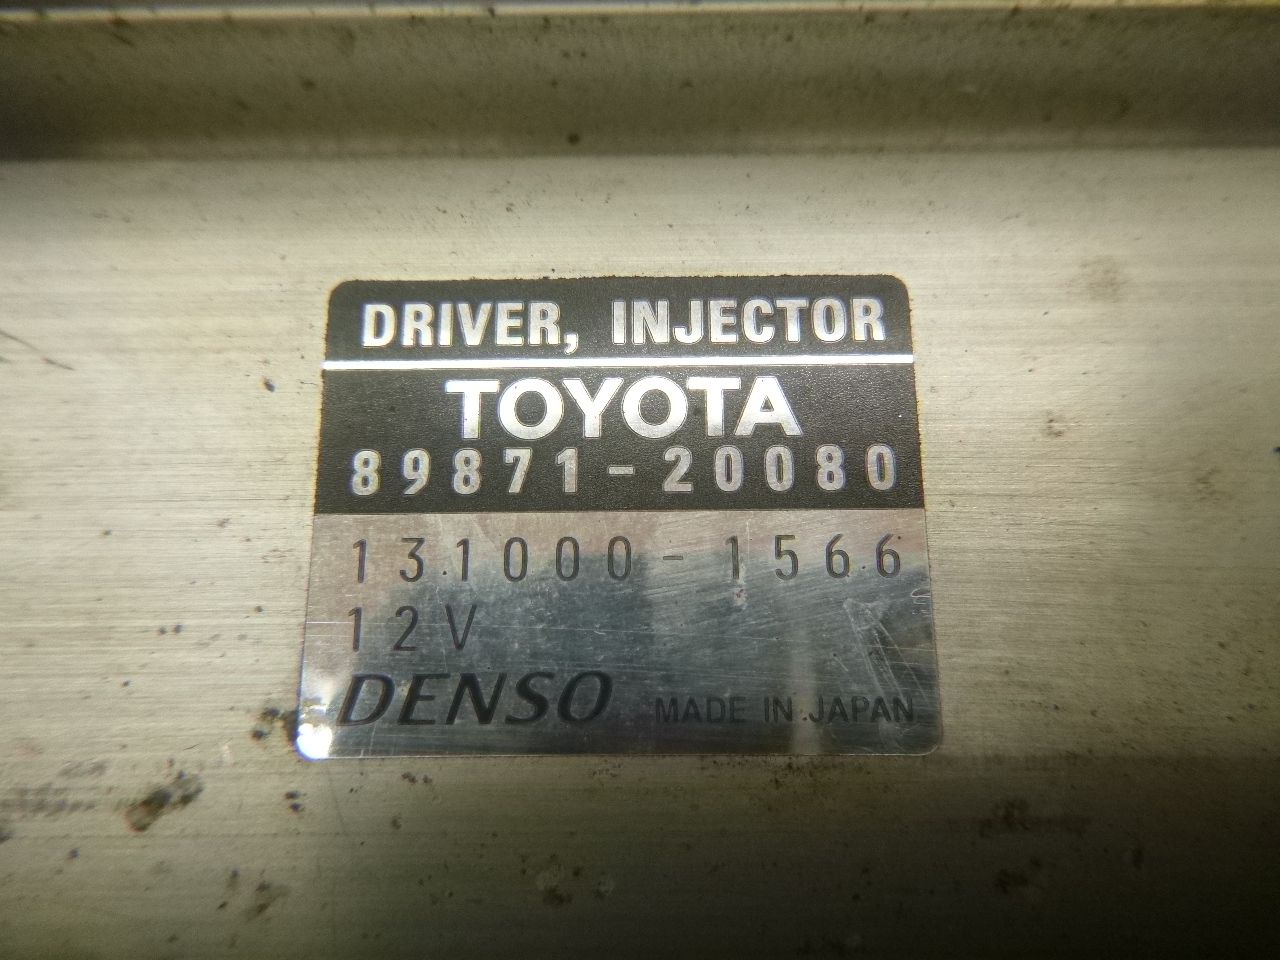 DRIVER, INJECTOR
TOYOTA
89871-20080
131000-1566
12V
DENSO MADE IN JAPAN